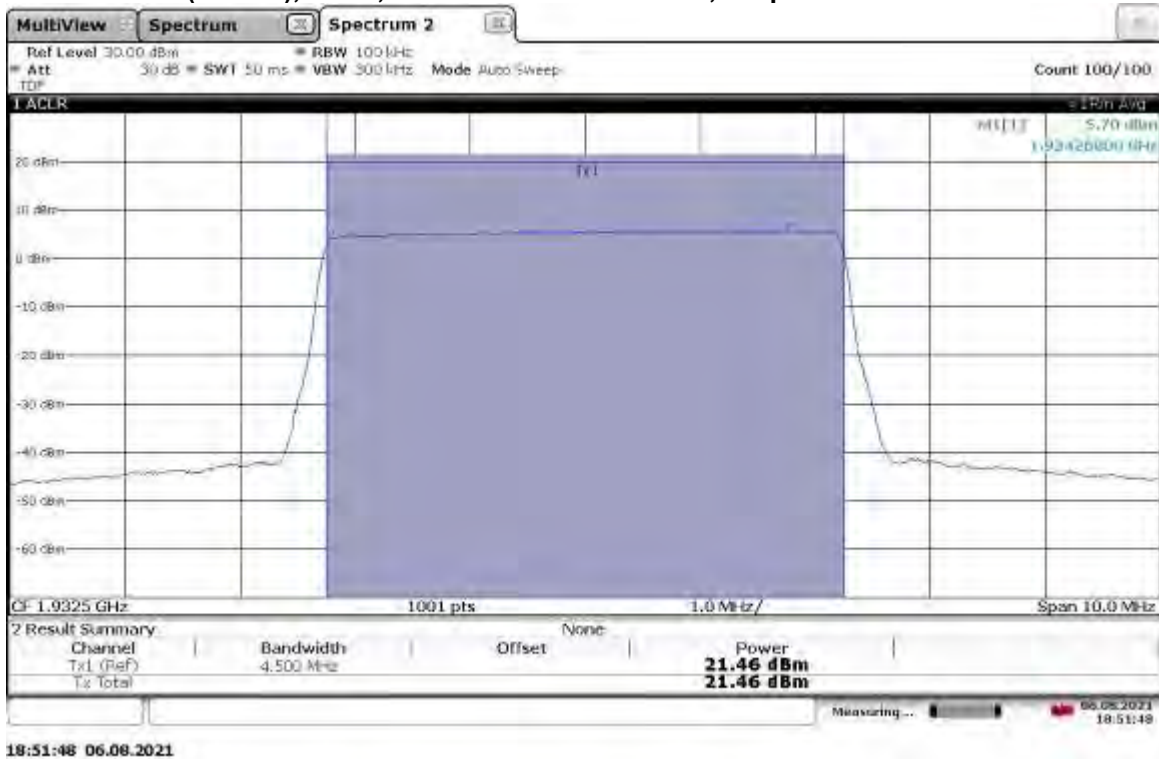 MultiView Spectrum Spectrum 2
Ref Level 30.00 dBm RBW 100 kHz
Att 30 dB SWT 50 ms VBW 300 kHz Mode Auto Sweep Count 100/100
TDF
1 ACLR 1Rm Avg
M1[1] 5.70 dBm
GHz
20 dBm
Tx1
10 dBm
0 dBm
-10 dBm
-20 dBm
-30 dBm
-40 dBm
-50 dBm
-60 dBm
CF 1.9325 GHz 1001 pts 1.0 MHz/ Span 10.0 MHz
2 Result Summary None
Channel Bandwidth Offset Power
Tx1 (Ref) 4.500 MHz 21.46 dBm
Tx Total 21.46 dBm
Measuring... 06.08.2021
18:51:48
18:51:48 06.08.2021